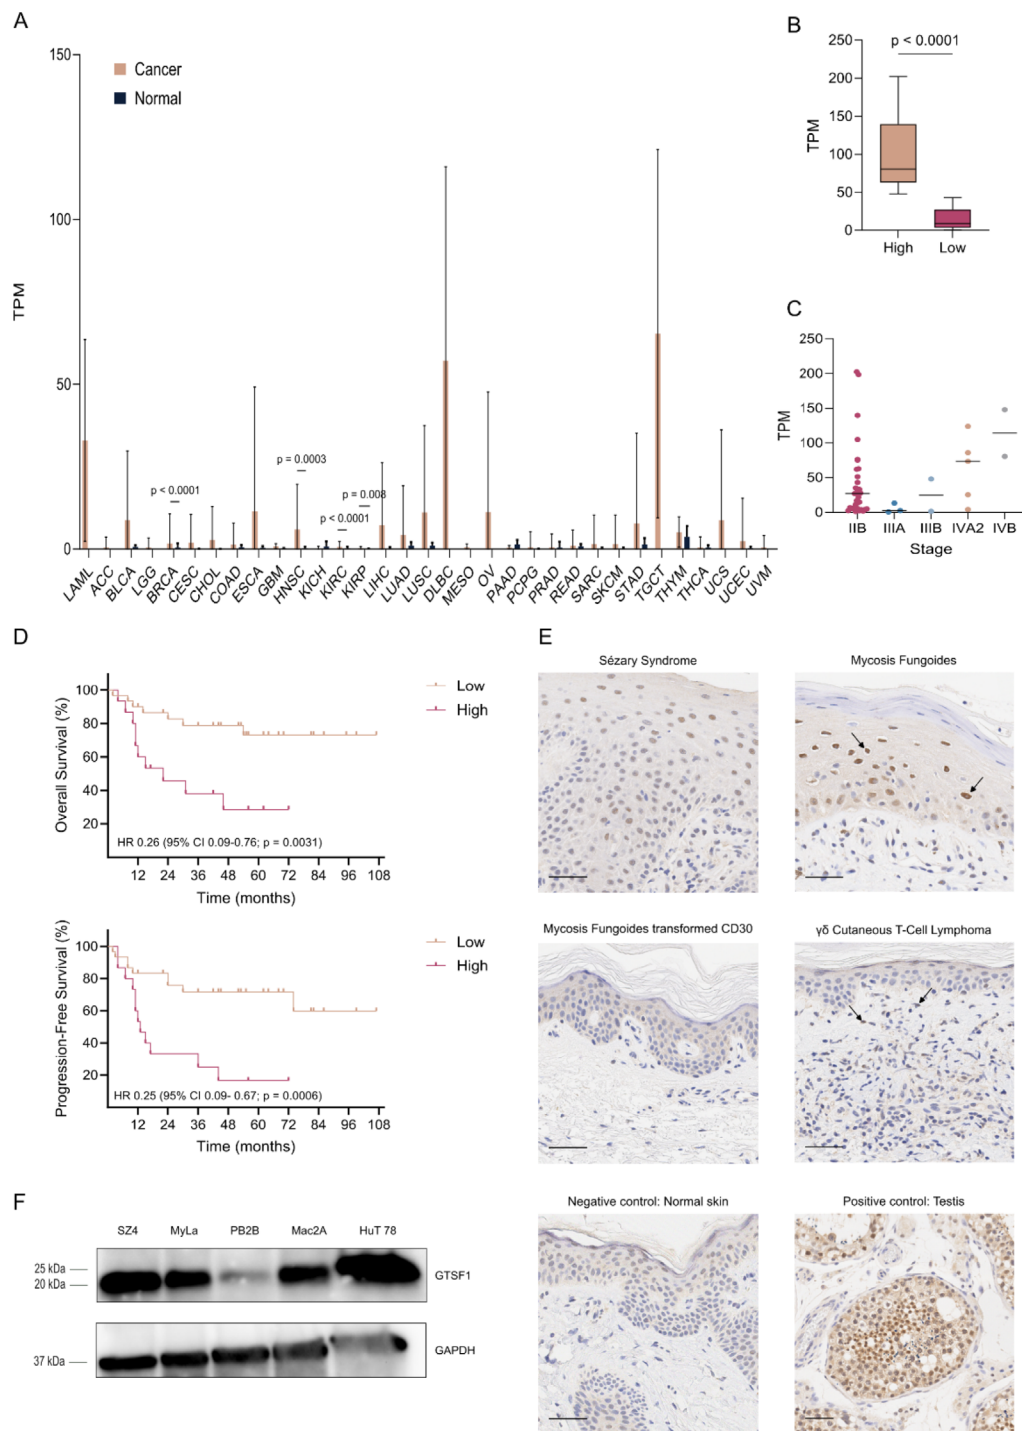 A
150
Cancer
Normal
100
TPM
50
p = 0.0003
p < 0.0001
p = 0.008
p < 0.0001
0
LAML ACC BLCA LGG BRCA CESC CHOL COAD ESCA GBM HNSC KICH KIRC KIRP LIHC LUAD LUSC DLBC MESO OV PAAD PCPG PRAD READ SARC SKCM STAD TGCT THYM THCA UCS UCEC UVM
B
p < 0.0001
250
200
150
100
50
0
TPM
High Low
C
250
200
150
100
50
0
TPM
IIB IIIA IIIB IVA2 IVB
Stage
D
Low
High
100
80
60
40
20
Overall Survival (%)
HR 0.26 (95% CI 0.09-0.76; p = 0.0031)
12 24 36 48 60 72 84 96 108
Time (months)
Low
High
100
80
60
40
20
Progression-Free Survival (%)
HR 0.25 (95% CI 0.09- 0.67; p = 0.0006)
12 24 36 48 60 72 84 96 108
Time (months)
E
Sézary Syndrome
Mycosis Fungoides
Mycosis Fungoides transformed CD30
γδ Cutaneous T-Cell Lymphoma
Negative control: Normal skin
Positive control: Testis
F
SZ4 MyLa PB2B Mac2A HuT 78
25 kDa
20 kDa
GTSF1
37 kDa
GAPDH